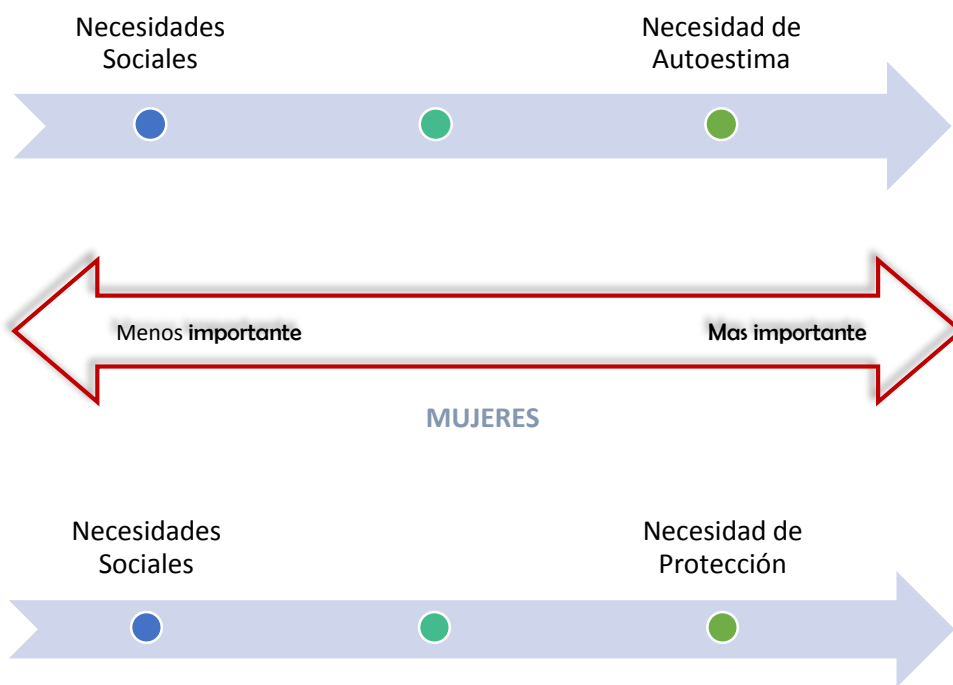 Necesidades
Sociales
Necesidad de
Autoestima
Menos importante
Mas importante
MUJERES
Necesidades
Sociales
Necesidad de
Protección